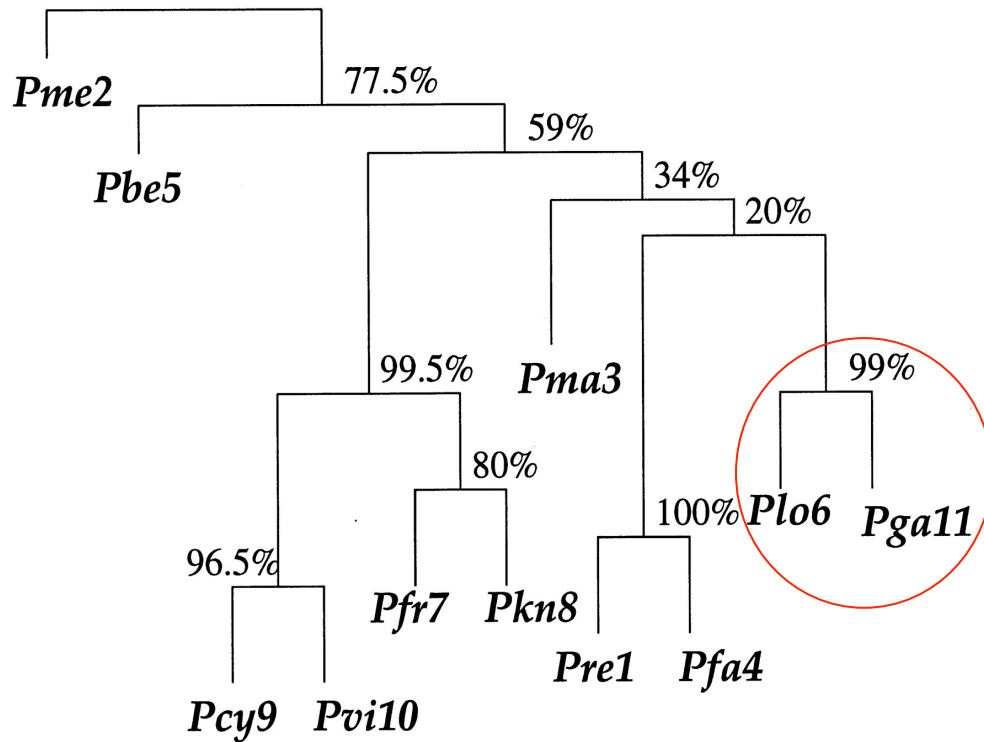 77.5%
Pme2
59%
Pbe5
34%
20%
99.5%
Pma3
99%
80%
100%
Plo6
Pga11
96.5%
Pfr7
Pkn8
Pre1
Pfa4
Pcy9
Pvi10